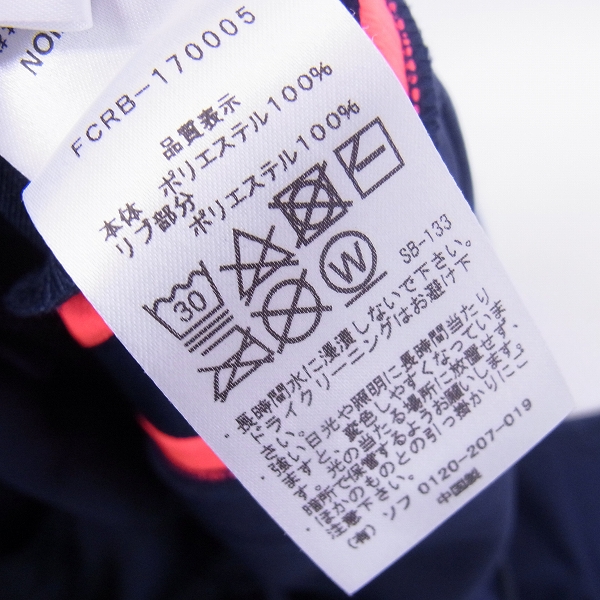 NOM
FCRB-170005
品質表示
本体 ポリエステル100%
リブ部分
ポリエステル100%
30
W
SB-133
・長時間水に浸漬しないで下さい。
・ドライクリーニングはお避け下
さい。
・強い日光や照明に長時間当たり
ますと、変色しやすくなっていま
す。光の当たる場所に放置せず、
暗所で保管するようお願いします。
・ほかのものとの引っ掛かりにご
注意下さい。
(有)ソフ 0120-207-019
中国製